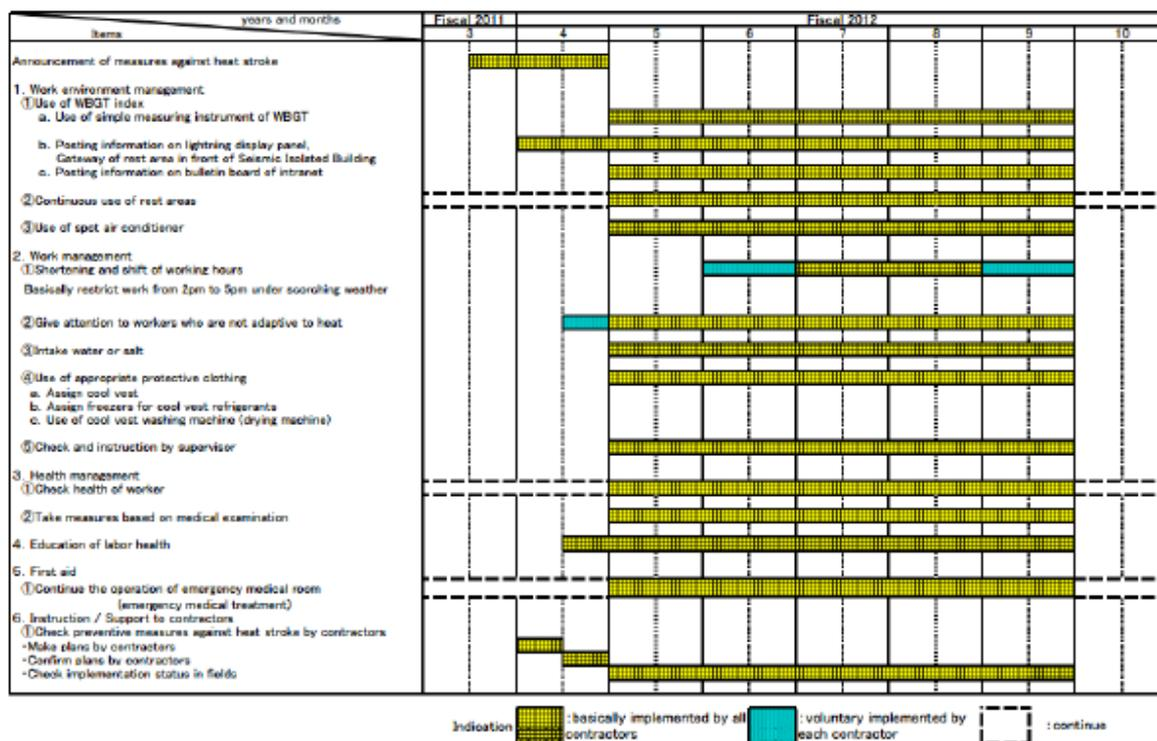 years and months
Items
Fiscal 2011
Fiscal 2012
3 4 5 6 7 8 9 10
Announcement of measures against heat stroke
1. Work environment management
①Use of WBGT index
a. Use of simple measuring instrument of WBGT
b. Posting information on lightning display panel,
Gateway of rest area in front of Seismic Isolated Building
c. Posting information on bulletin board of intranet
②Continuous use of rest areas
③Use of spot air conditioner
2. Work management
①Shortening and shift of working hours
Basically restrict work from 2pm to 5pm under scorching weather
②Give attention to workers who are not adaptive to heat
③Intake water or salt
④Use of appropriate protective clothing
a. Assign cool vest
b. Assign freezers for cool vest refrigerants
c. Use of cool vest washing machine (drying machine)
⑤Check and instruction by supervisor
3. Health management
①Check health of worker
②Take measures based on medical examination
4. Education of labor health
5. First aid
①Continue the operation of emergency medical room
(emergency medical treatment)
6. Instruction / Support to contractors
①Check preventive measures against heat stroke by contractors
-Make plans by contractors
-Confirm plans by contractors
-Check implementation status in fields
Indication
:basically implemented by all
contractors
:voluntary implemented by
each contractor
: continue